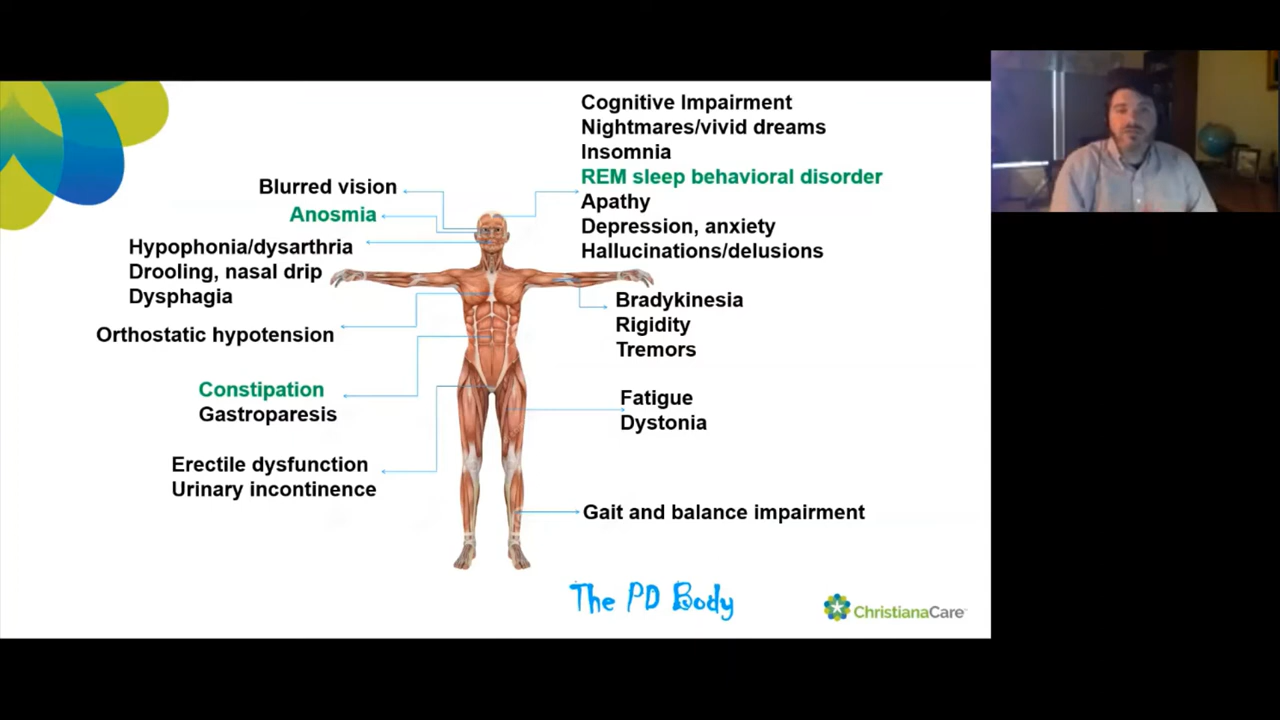 Cognitive Impairment
Nightmares/vivid dreams
Insomnia
REM sleep behavioral disorder
Apathy
Depression, anxiety
Hallucinations/delusions
Blurred vision
Anosmia
Hypophonia/dysarthria
Drooling, nasal drip
Dysphagia
Bradykinesia
Rigidity
Tremors
Orthostatic hypotension
Constipation
Gastroparesis
Fatigue
Dystonia
Erectile dysfunction
Urinary incontinence
Gait and balance impairment
The PD Body
ChristianaCare